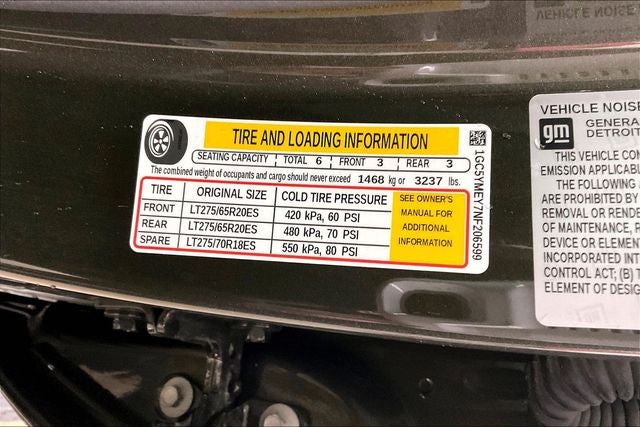 TIRE AND LOADING INFORMATION
SEATING CAPACITY TOTAL 6 FRONT 3 REAR 3
The combined weight of occupants and cargo should never exceed 1468 kg or 3237 lbs.
TIRE ORIGINAL SIZE COLD TIRE PRESSURE
FRONT LT275/65R20ES 420 kPa, 60 PSI
REAR LT275/65R20ES 480 kPa, 70 PSI
SPARE LT275/70R18ES 550 kPa, 80 PSI
SEE OWNER'S
MANUAL FOR
ADDITIONAL
INFORMATION
1GC5YMEY7NF206599
VEHICLE NOISE
gm
GENERA
DETROIT
THIS VEHICLE CON
EMISSION APPLICAB
THE FOLLOWING
ARE PROHIBITED BY
REMOVAL OR REND
OF MAINTENANCE, R
DEVICE OR ELEMEN
INCORPORATED INT
CONTROL ACT; (B)
ELEMENT OF DESIG